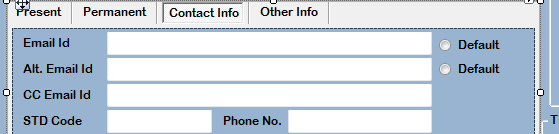 Present Permanent Contact Info Other Info
Email Id Default
Alt. Email Id Default
CC Email Id
STD Code Phone No.